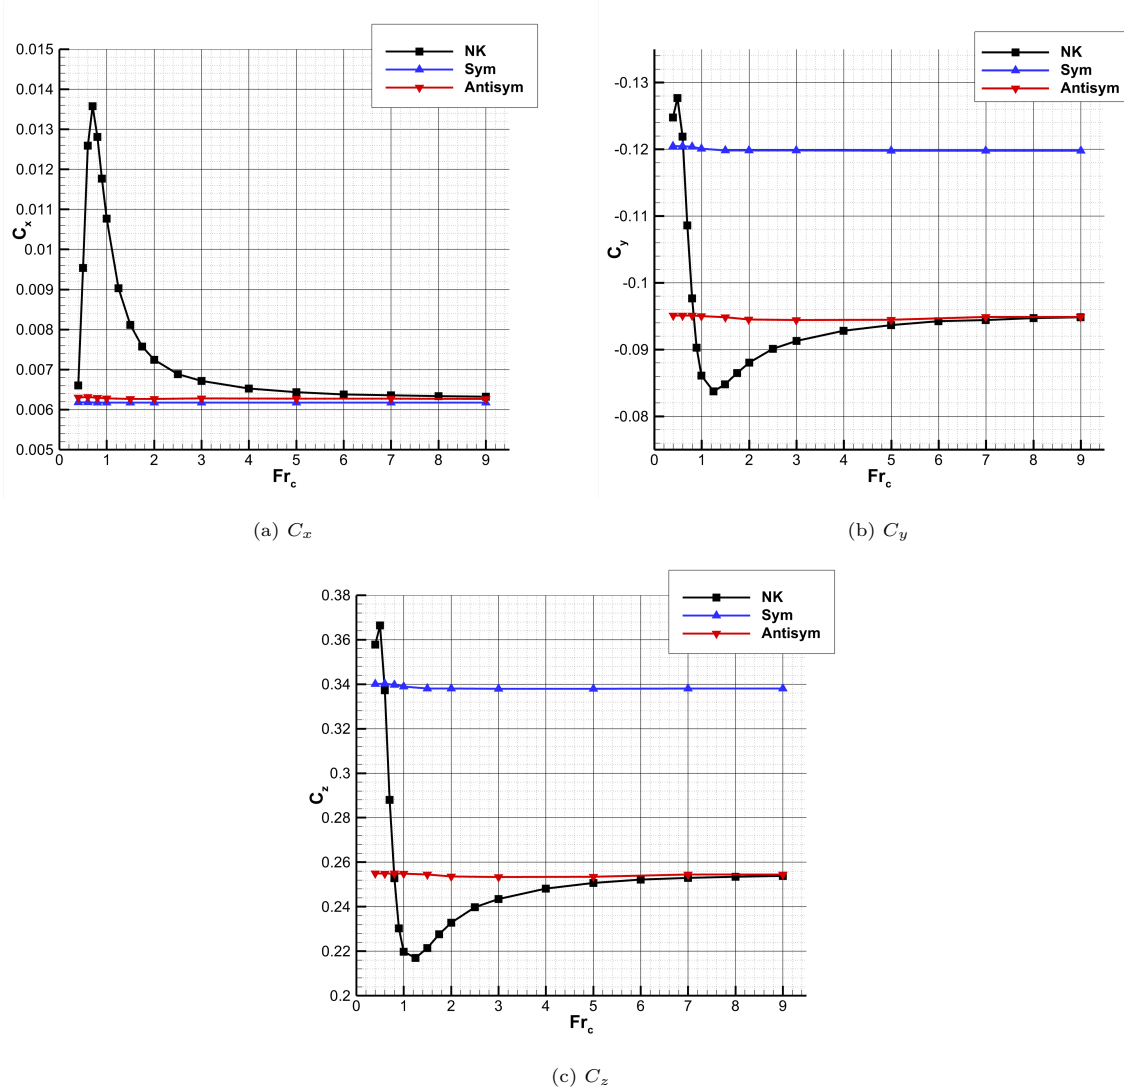 NK
Sym
Antisym
0.015
0.014
0.013
0.012
0.011
0.01
0.009
0.008
0.007
0.006
0.005
Cx
0 1 2 3 4 5 6 7 8 9
Frc
(a) Cx
NK
Sym
Antisym
-0.13
-0.12
-0.11
-0.1
-0.09
-0.08
Cy
0 1 2 3 4 5 6 7 8 9
Frc
(b) Cy
NK
Sym
Antisym
0.38
0.36
0.34
0.32
0.3
0.28
0.26
0.24
0.22
0.2
Cz
0 1 2 3 4 5 6 7 8 9
Frc
(c) Cz